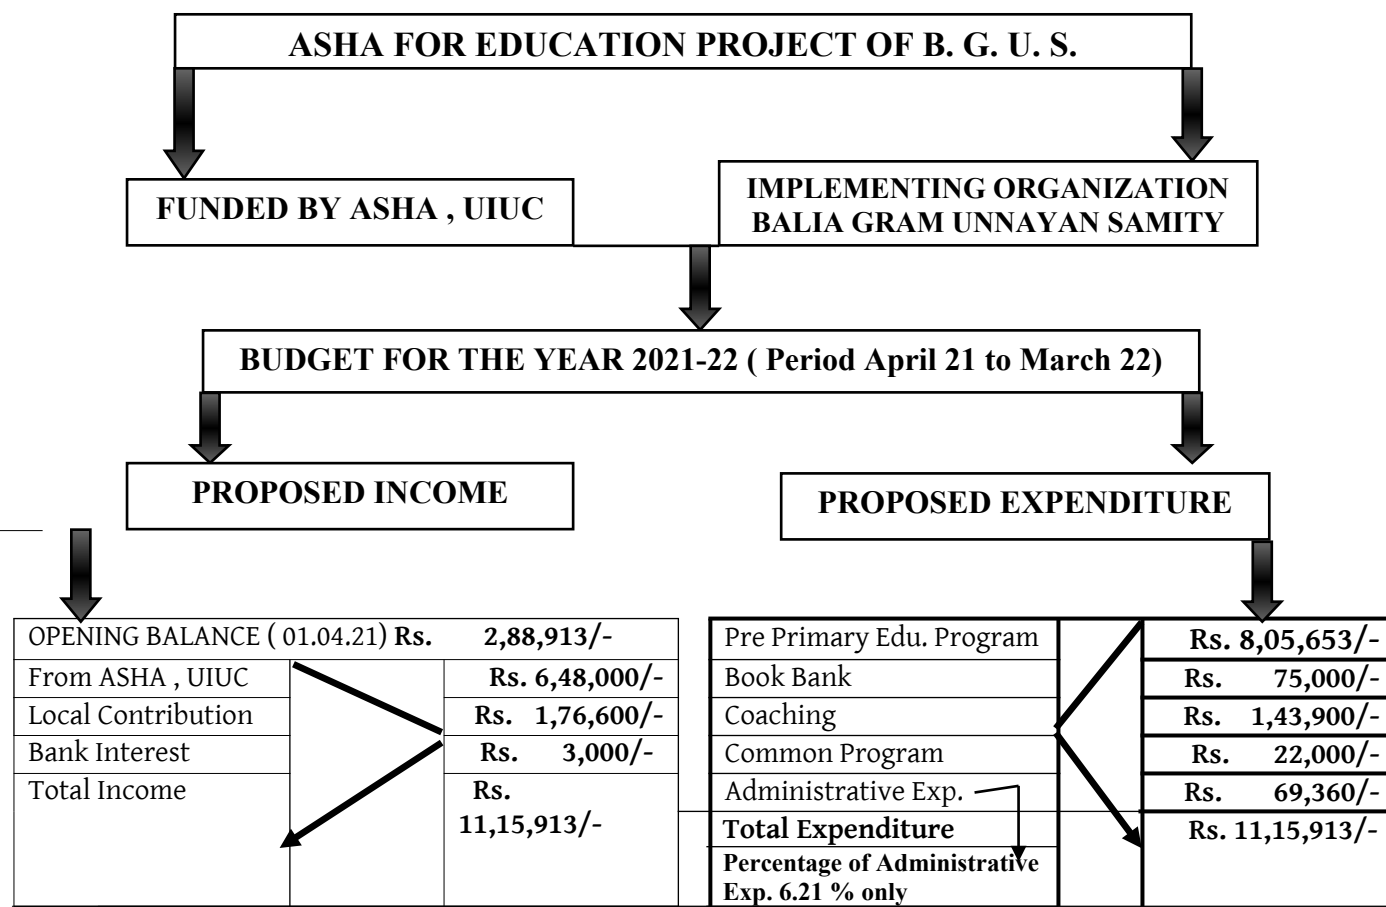 ASHA FOR EDUCATION PROJECT OF B. G. U. S.
FUNDED BY ASHA , UIUC
IMPLEMENTING ORGANIZATION
BALIA GRAM UNNAYAN SAMITY
BUDGET FOR THE YEAR 2021-22 ( Period April 21 to March 22)
PROPOSED INCOME
PROPOSED EXPENDITURE
OPENING BALANCE ( 01.04.21) Rs. 2,88,913/-
From ASHA , UIUC Rs. 6,48,000/-
Local Contribution Rs. 1,76,600/-
Bank Interest Rs. 3,000/-
Total Income Rs.
11,15,913/-
Pre Primary Edu. Program Rs. 8,05,653/-
Book Bank Rs. 75,000/-
Coaching Rs. 1,43,900/-
Common Program Rs. 22,000/-
Administrative Exp. Rs. 69,360/-
Total Expenditure Rs. 11,15,913/-
Percentage of Administrative
Exp. 6.21 % only